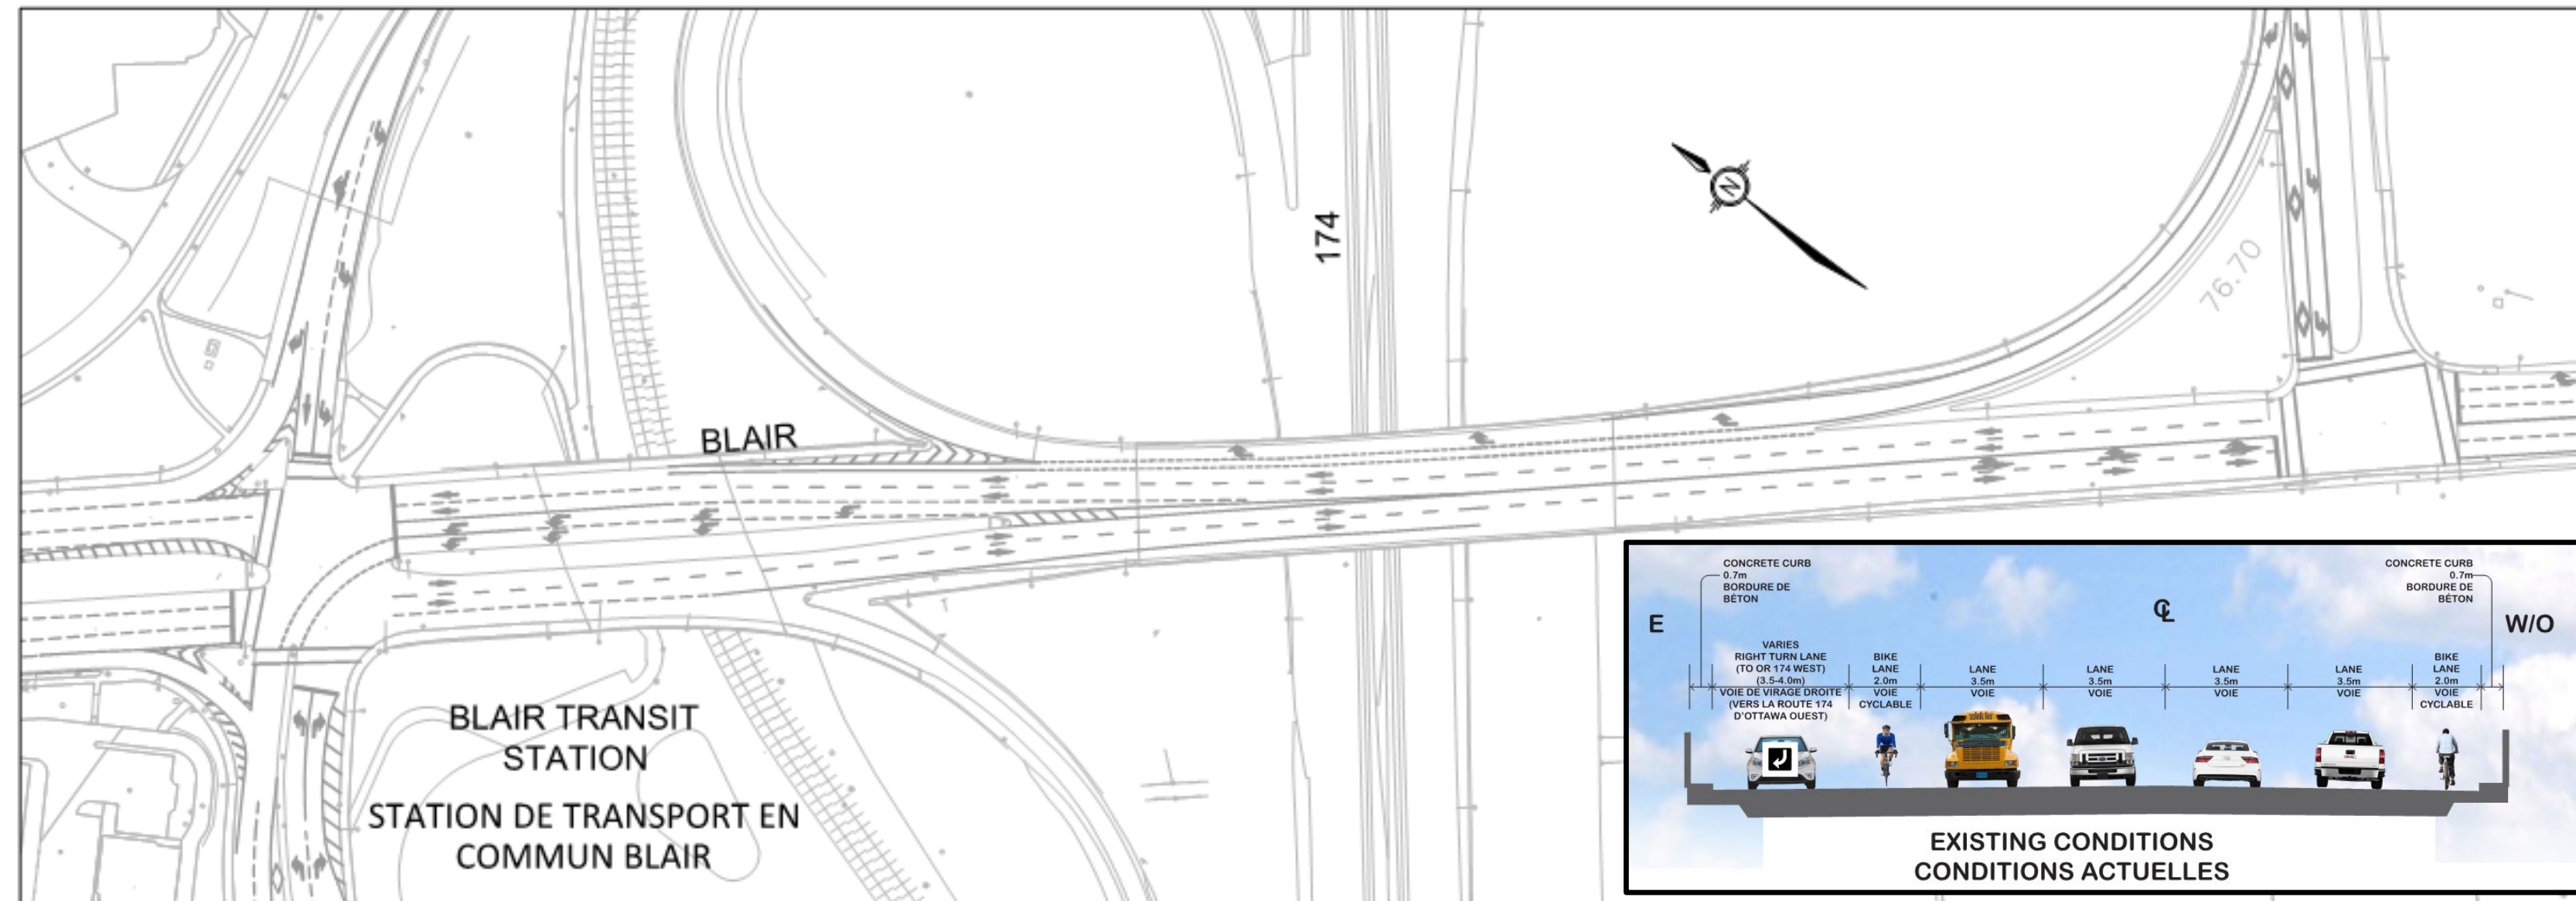 174
N
76.70
BLAIR
BLAIR TRANSIT
STATION
STATION DE TRANSPORT EN
COMMUN BLAIR
CONCRETE CURB
0.7m
BORDURE DE
BÉTON
CONCRETE CURB
0.7m
BORDURE DE
BÉTON
E
CL
W/O
VARIES
RIGHT TURN LANE
(TO OR 174 WEST)
(3.5-4.0m)
VOIE DE VIRAGE DROITE
(VERS LA ROUTE 174
D'OTTAWA OUEST)
BIKE
LANE
2.0m
VOIE
CYCLABLE
LANE
3.5m
VOIE
LANE
3.5m
VOIE
LANE
3.5m
VOIE
LANE
3.5m
VOIE
BIKE
LANE
2.0m
VOIE
CYCLABLE
SCHOOL BUS
EXISTING CONDITIONS
CONDITIONS ACTUELLES